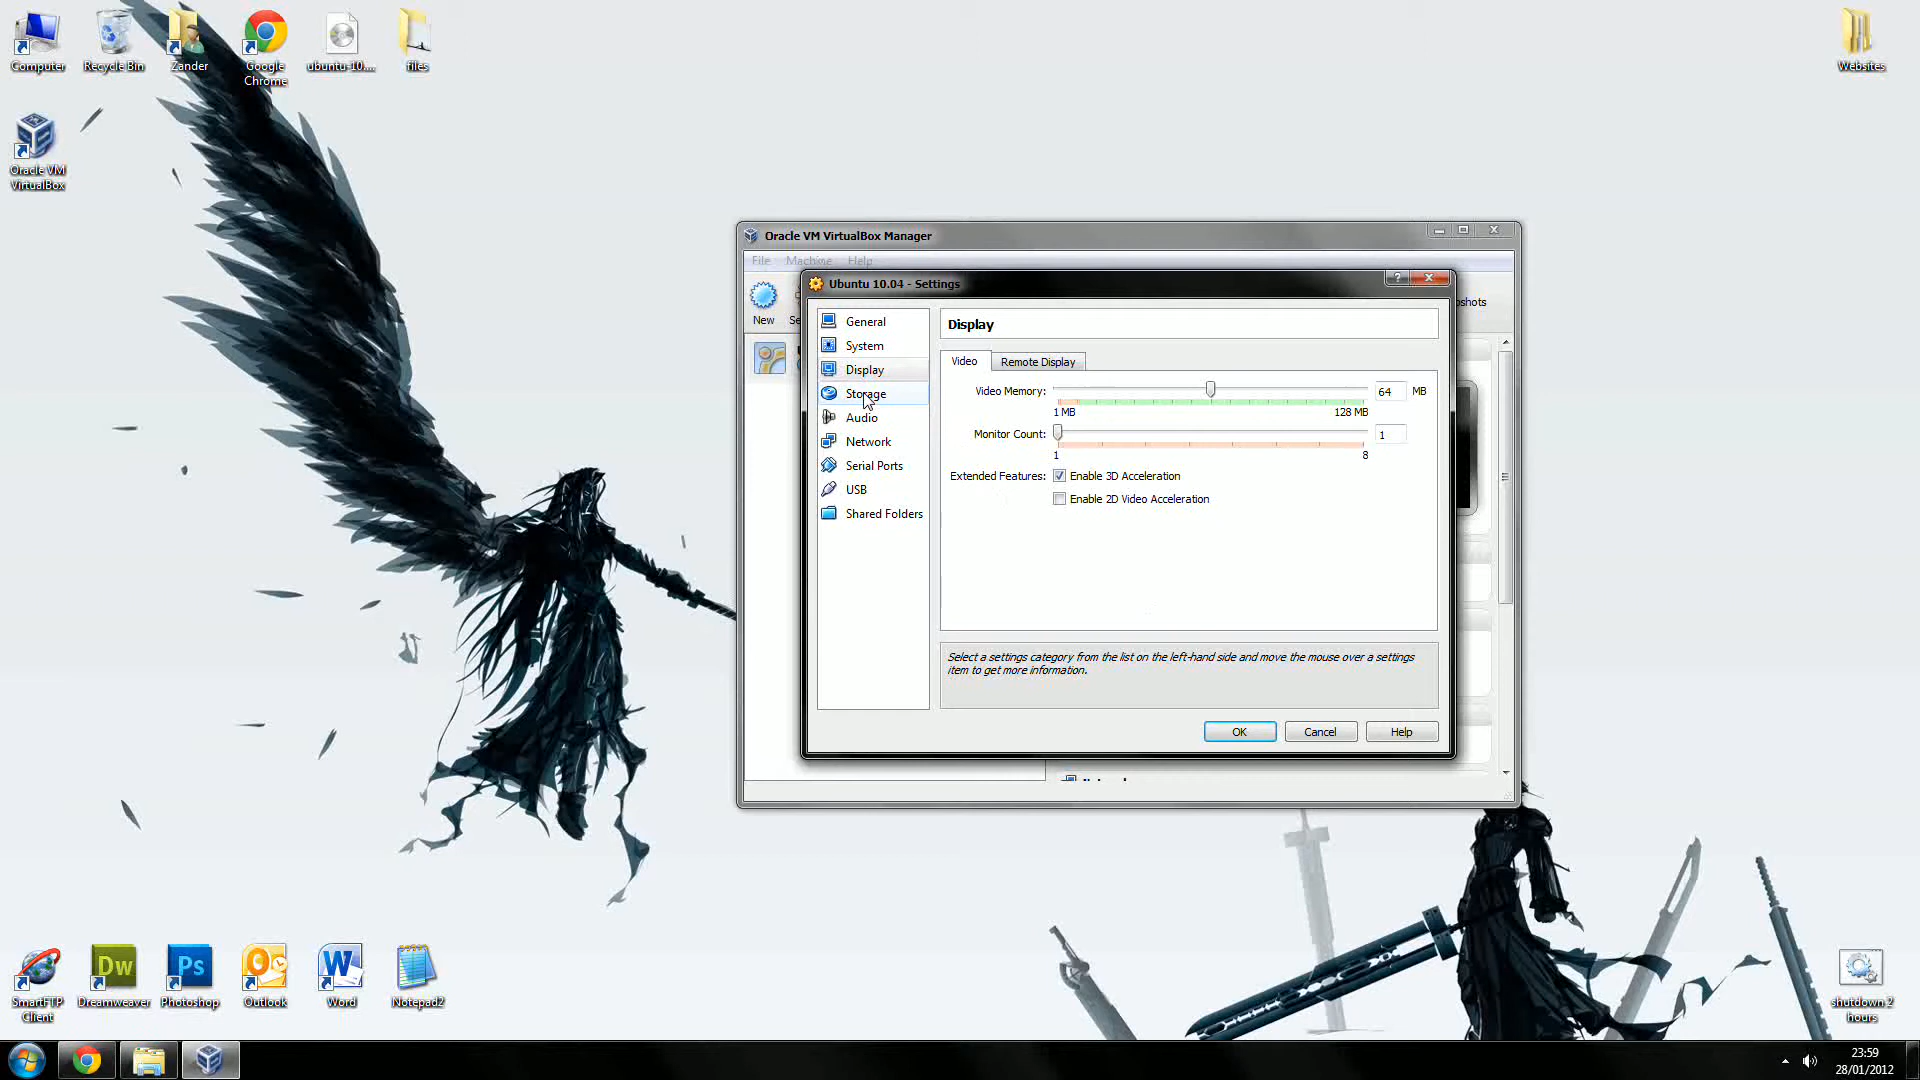 Computer
Recycle Bin
Zander
Google
Chrome
ubuntu-10....
files
Websites
Oracle VM
VirtualBox
Oracle VM VirtualBox Manager
File Machine Help
New
Ubuntu 10.04 - Settings
General
System
Display
Storage
Audio
Network
Serial Ports
USB
Shared Folders
Display
Video Remote Display
Video Memory: 64 MB
1 MB 128 MB
Monitor Count: 1
1 8
Extended Features: Enable 3D Acceleration
Enable 2D Video Acceleration
Select a settings category from the list on the left-hand side and move the mouse over a settings
item to get more information.
OK Cancel Help
SmartFTP
Client
Dw
Dreamweaver
Ps
Photoshop
Outlook
Word
Notepad2
shutdown 2
hours
23:59
28/01/2012